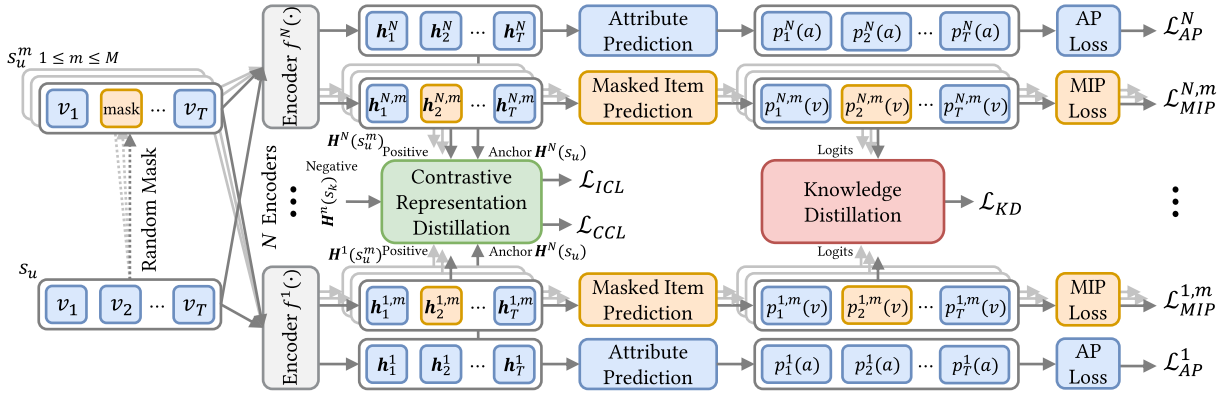 s_u^m 1 ≤ m ≤ M
v_1 mask ... v_T
Random Mask
s_u
v_1 v_2 ... v_T
Encoder f^N(·)
N Encoders
...
Encoder f^1(·)
h_1^N h_2^N ... h_T^N
Attribute
Prediction
p_1^N(a) p_2^N(a) ... p_T^N(a)
AP
Loss
ℒ_AP^N
h_1^{N,m} h_2^{N,m} ... h_T^{N,m}
Masked Item
Prediction
p_1^{N,m}(v) p_2^{N,m}(v) ... p_T^{N,m}(v)
MIP
Loss
ℒ_MIP^{N,m}
H^N(s_u^m) Positive
Anchor H^N(s_u)
Logits
Negative
H^n(s_k)
Contrastive
Representation
Distillation
ℒ_ICL
ℒ_CCL
Knowledge
Distillation
ℒ_KD
...
H^1(s_u^m) Positive
Anchor H^N(s_u)
Logits
h_1^{1,m} h_2^{1,m} ... h_T^{1,m}
Masked Item
Prediction
p_1^{1,m}(v) p_2^{1,m}(v) ... p_T^{1,m}(v)
MIP
Loss
ℒ_MIP^{1,m}
h_1^1 h_2^1 ... h_T^1
Attribute
Prediction
p_1^1(a) p_2^1(a) ... p_T^1(a)
AP
Loss
ℒ_AP^1